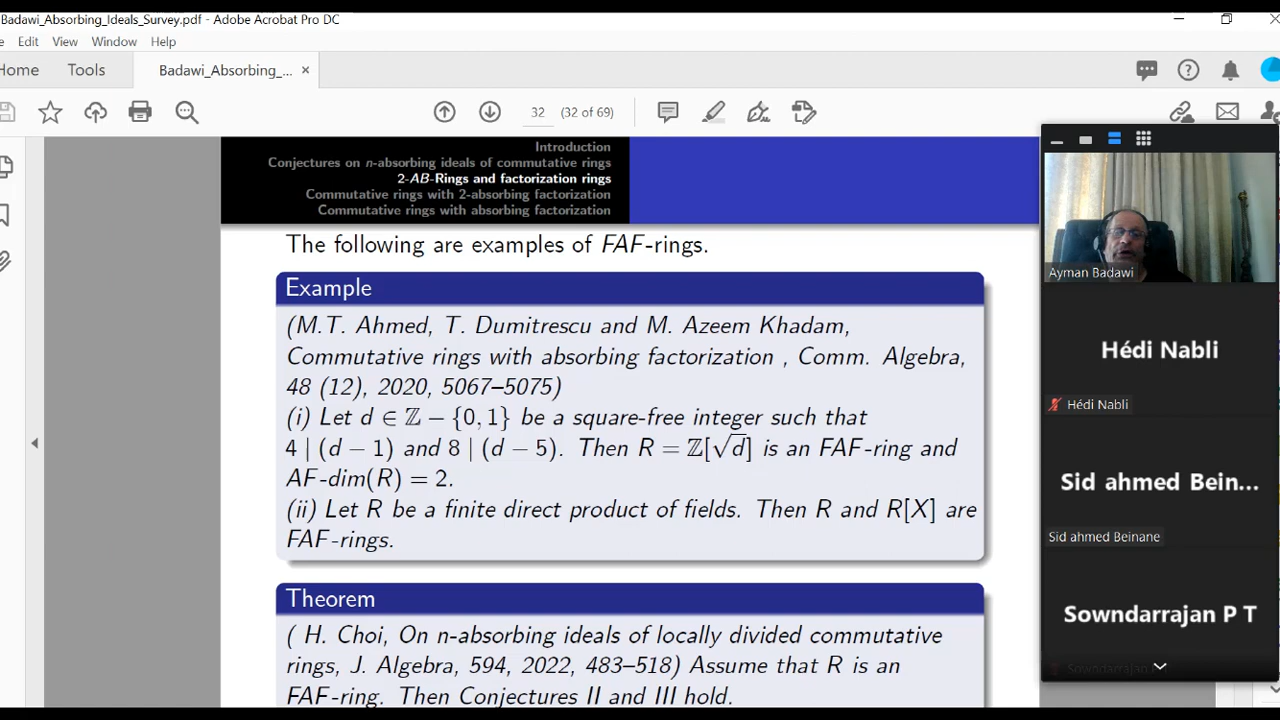 Badawi_Absorbing_Ideals_Survey.pdf - Adobe Acrobat Pro DC
Edit View Window Help
Home Tools Badawi_Absorbing_... ×
32 (32 of 69)
Introduction
Conjectures on n-absorbing ideals of commutative rings
2-AB-Rings and factorization rings
Commutative rings with 2-absorbing factorization
Commutative rings with absorbing factorization
The following are examples of FAF-rings.
Example
(M.T. Ahmed, T. Dumitrescu and M. Azeem Khadam,
Commutative rings with absorbing factorization , Comm. Algebra,
48 (12), 2020, 5067–5075)
(i) Let d ∈ ℤ − {0, 1} be a square-free integer such that
4 | (d − 1) and 8 | (d − 5). Then R = ℤ[√d] is an FAF-ring and
AF-dim(R) = 2.
(ii) Let R be a finite direct product of fields. Then R and R[X] are
FAF-rings.
Theorem
( H. Choi, On n-absorbing ideals of locally divided commutative
rings, J. Algebra, 594, 2022, 483–518) Assume that R is an
FAF-ring. Then Conjectures II and III hold.
Ayman Badawi
Hédi Nabli
Hédi Nabli
Sid ahmed Bein...
Sid ahmed Beinane
Sowndarrajan P T